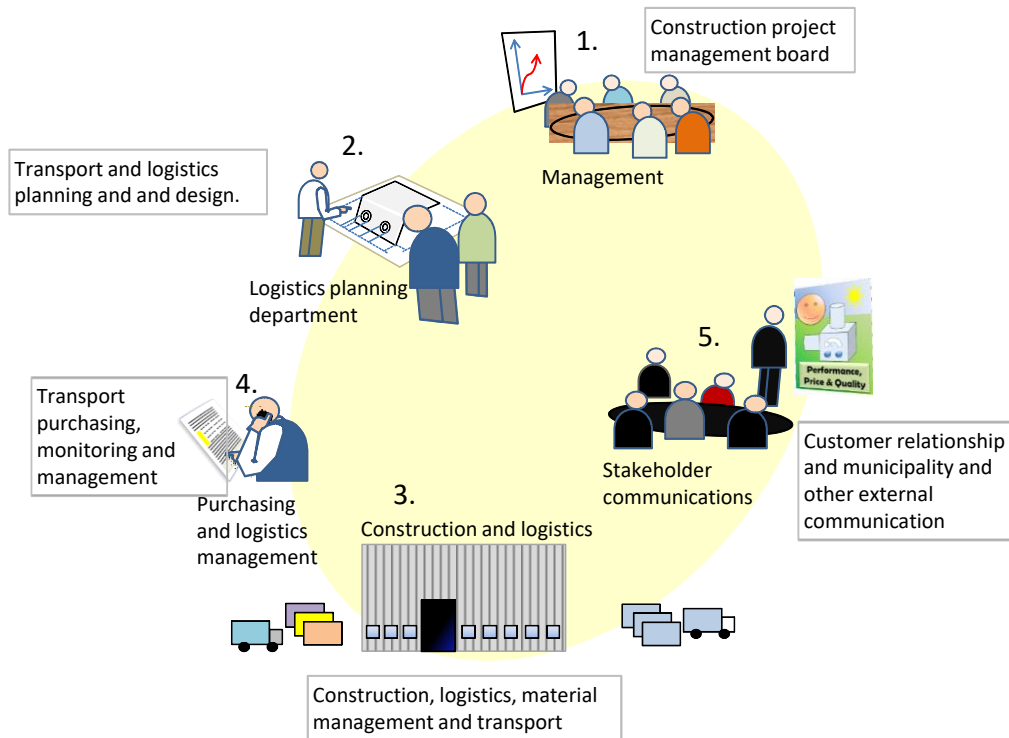 1.
Construction project
management board
Management
2.
Transport and logistics
planning and and design.
Logistics planning
department
5.
Performance,
Price & Quality
4.
Transport
purchasing,
monitoring and
management
Customer relationship
and municipality and
other external
communication
Stakeholder
communications
Purchasing
and logistics
management
3.
Construction and logistics
Construction, logistics, material
management and transport